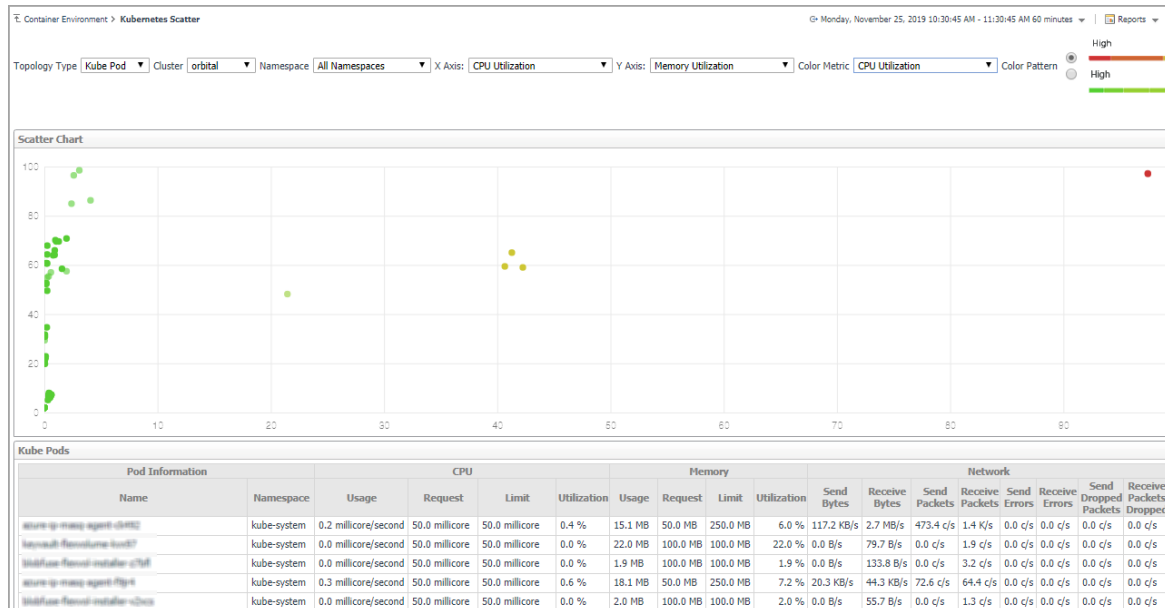 Container Environment > Kubernetes Scatter
Monday, November 25, 2019 10:30:45 AM - 11:30:45 AM 60 minutes | Reports
High
Topology Type Kube Pod Cluster orbital Namespace All Namespaces X Axis: CPU Utilization Y Axis: Memory Utilization Color Metric CPU Utilization Color Pattern
High
Scatter Chart
100
80
60
40
20
0
0 10 20 30 40 50 60 70 80 90
Kube Pods
Pod Information CPU Memory Network
Name Namespace Usage Request Limit Utilization Usage Request Limit Utilization Send Bytes Receive Bytes Send Packets Receive Packets Send Errors Receive Errors Send Dropped Packets Receive Packets Dropped
kube-system 0.2 millicore/second 50.0 millicore 50.0 millicore 0.4 % 15.1 MB 50.0 MB 250.0 MB 6.0 % 117.2 KB/s 2.7 MB/s 473.4 c/s 1.4 K/s 0.0 c/s 0.0 c/s 0.0 c/s 0.0 c/s
kube-system 0.0 millicore/second 50.0 millicore 50.0 millicore 0.0 % 22.0 MB 100.0 MB 100.0 MB 22.0 % 0.0 B/s 79.7 B/s 0.0 c/s 1.9 c/s 0.0 c/s 0.0 c/s 0.0 c/s 0.0 c/s
kube-system 0.0 millicore/second 50.0 millicore 50.0 millicore 0.0 % 1.9 MB 100.0 MB 100.0 MB 1.9 % 0.0 B/s 133.8 B/s 0.0 c/s 3.2 c/s 0.0 c/s 0.0 c/s 0.0 c/s 0.0 c/s
kube-system 0.3 millicore/second 50.0 millicore 50.0 millicore 0.6 % 18.1 MB 50.0 MB 250.0 MB 7.2 % 20.3 KB/s 44.3 KB/s 72.6 c/s 64.4 c/s 0.0 c/s 0.0 c/s 0.0 c/s 0.0 c/s
kube-system 0.0 millicore/second 50.0 millicore 50.0 millicore 0.0 % 2.0 MB 100.0 MB 100.0 MB 2.0 % 0.0 B/s 55.7 B/s 0.0 c/s 1.3 c/s 0.0 c/s 0.0 c/s 0.0 c/s 0.0 c/s